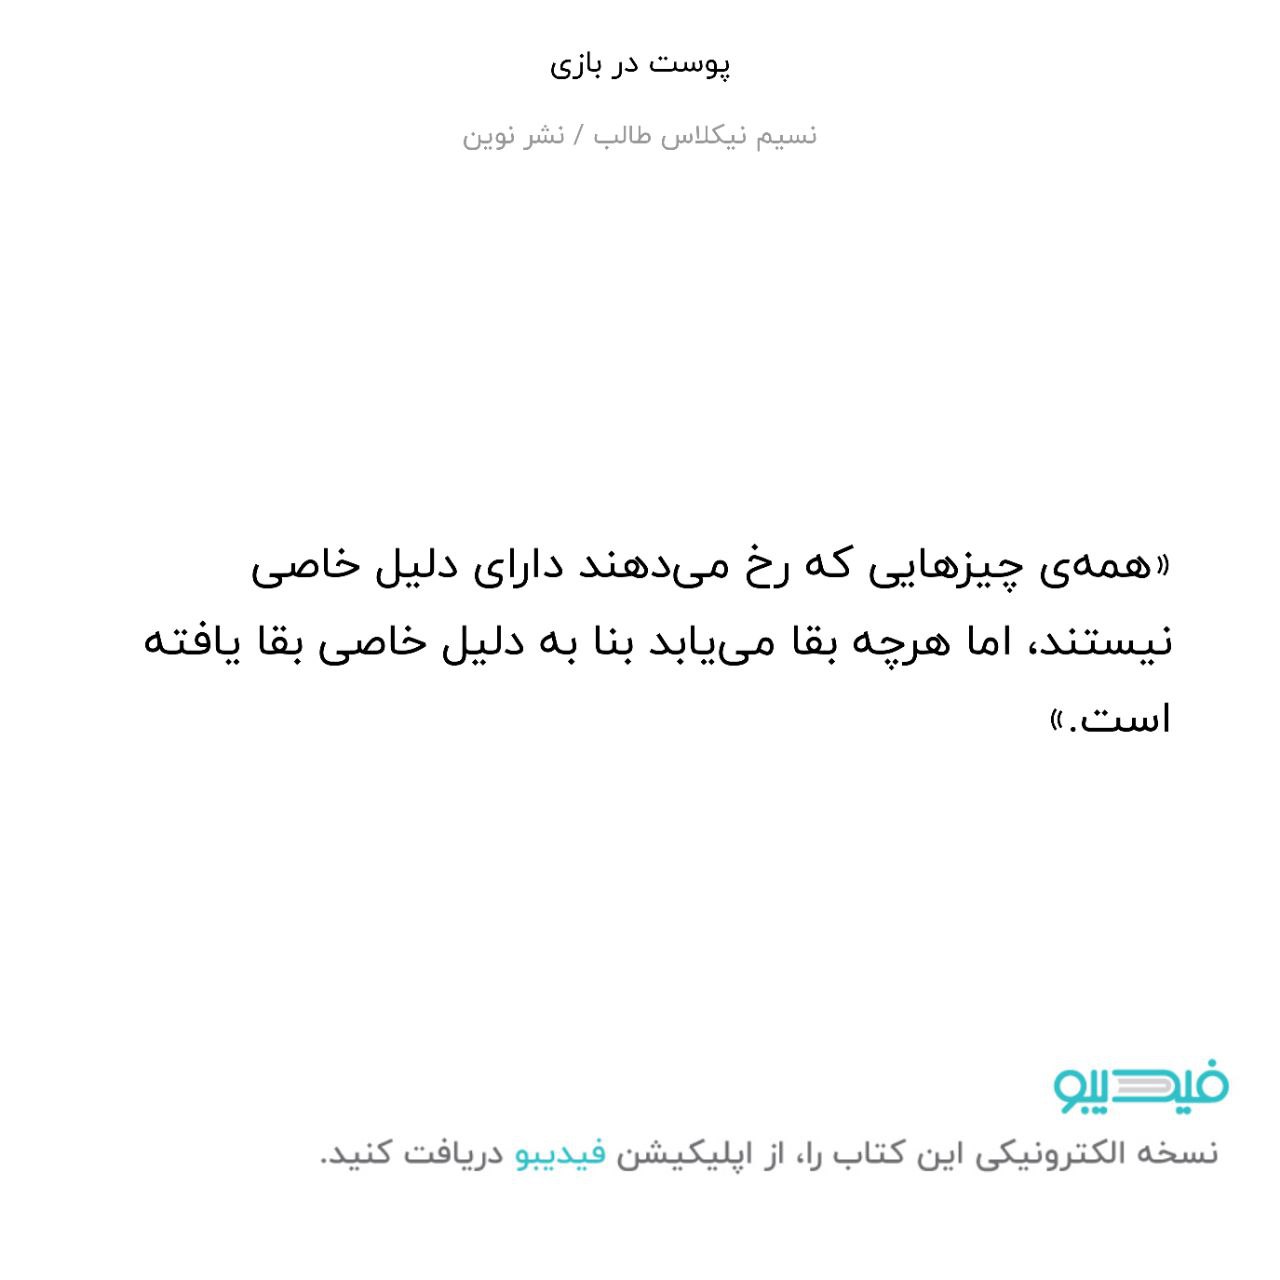 پوست در بازی
نسیم نیکلاس طالب / نشر نوین
«همه‌ی چیزهایی که رخ می‌دهند دارای دلیل خاصی
نیستند، اما هرچه بقا می‌یابد بنا به دلیل خاصی بقا یافته
است.»
فیدیبو
نسخه الکترونیکی این کتاب را، از اپلیکیشن فیدیبو دریافت کنید.